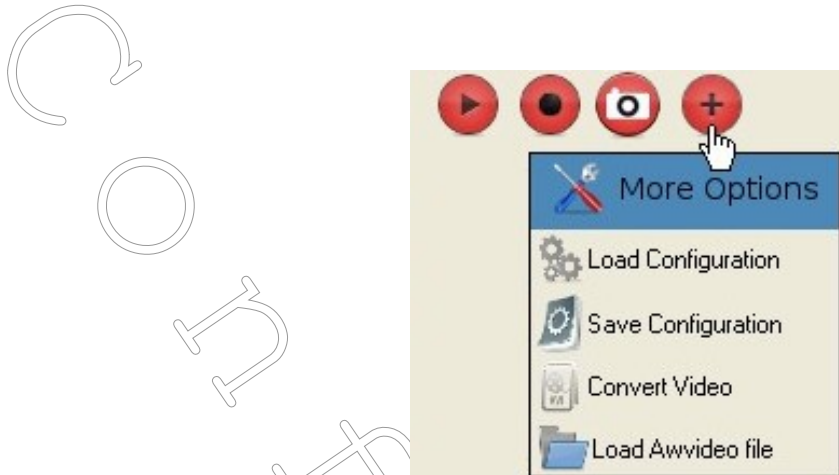 More Options
Load Configuration
Save Configuration
Convert Video
Load Awvideo file